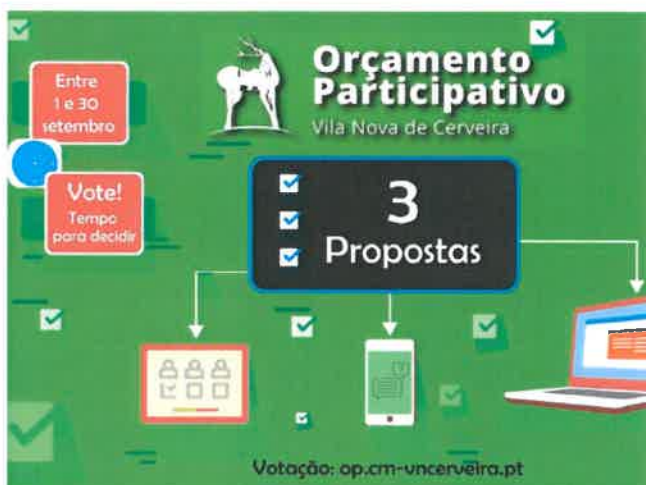 Entre
1 e 30
setembro
Vote!
Tempo
para decidir
Orçamento
Participativo
Vila Nova de Cerveira
3
Propostas
Votação: op.cm-vncerveira.pt